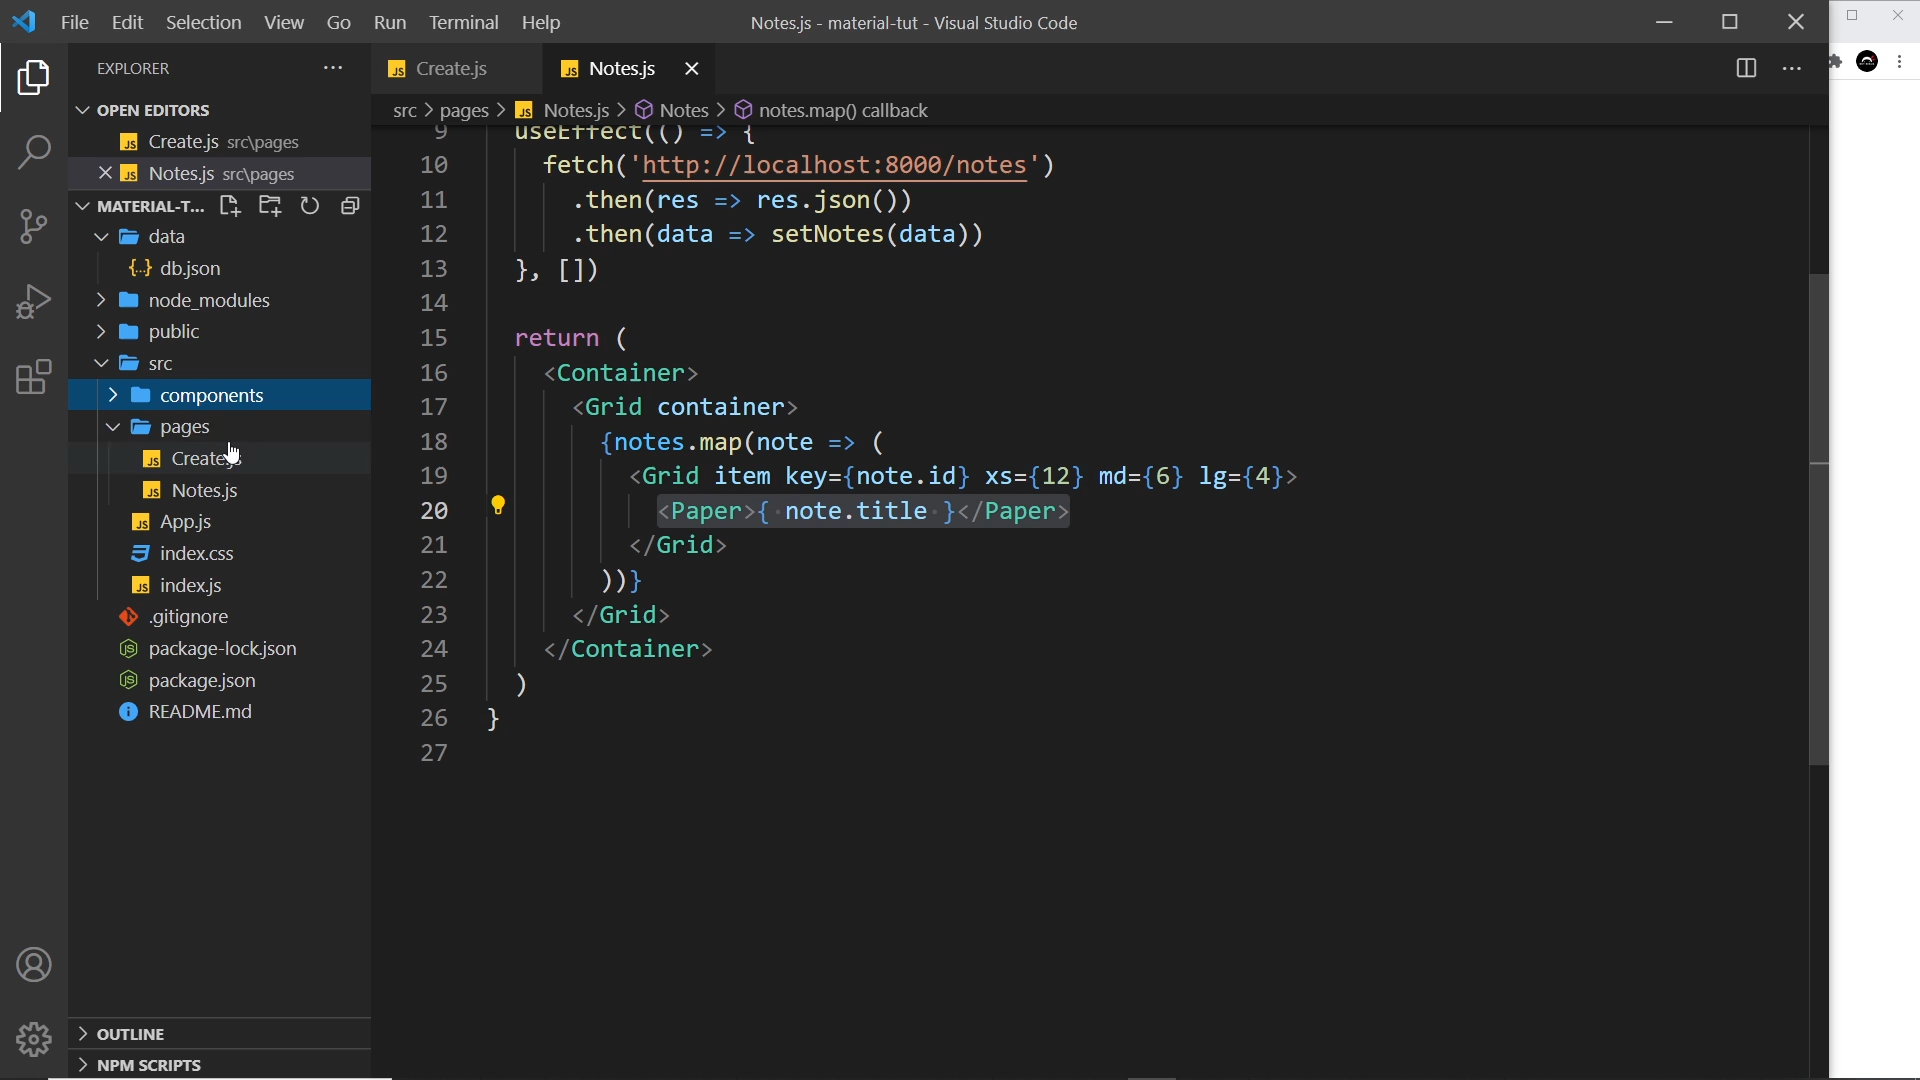 File Edit Selection View Go Run Terminal Help
Notes.js - material-tut - Visual Studio Code
EXPLORER
OPEN EDITORS
Create.js src\pages
Notes.js src\pages
MATERIAL-T...
data
db.json
node_modules
public
src
components
pages
Create.js
Notes.js
App.js
index.css
index.js
.gitignore
package-lock.json
package.json
README.md
OUTLINE
NPM SCRIPTS
Create.js
Notes.js
src > pages > Notes.js > Notes > notes.map() callback
9 useEffect(() => {
10 fetch('http://localhost:8000/notes')
11 .then(res => res.json())
12 .then(data => setNotes(data))
13 }, [])
14
15 return (
16 <Container>
17 <Grid container>
18 {notes.map(note => (
19 <Grid item key={note.id} xs={12} md={6} lg={4}>
20 <Paper>{ note.title }</Paper>
21 </Grid>
22 ))}
23 </Grid>
24 </Container>
25 )
26 }
27